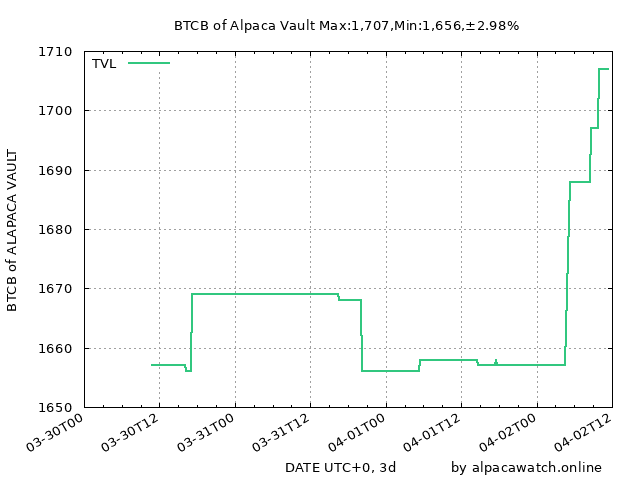 BTCB of Alpaca Vault Max:1,707,Min:1,656,±2.98%
TVL
BTCB of ALAPACA VAULT
1710
1700
1690
1680
1670
1660
1650
03-30T00
03-30T12
03-31T00
03-31T12
04-01T00
04-01T12
04-02T00
04-02T12
DATE UTC+0, 3d
by alpacawatch.online